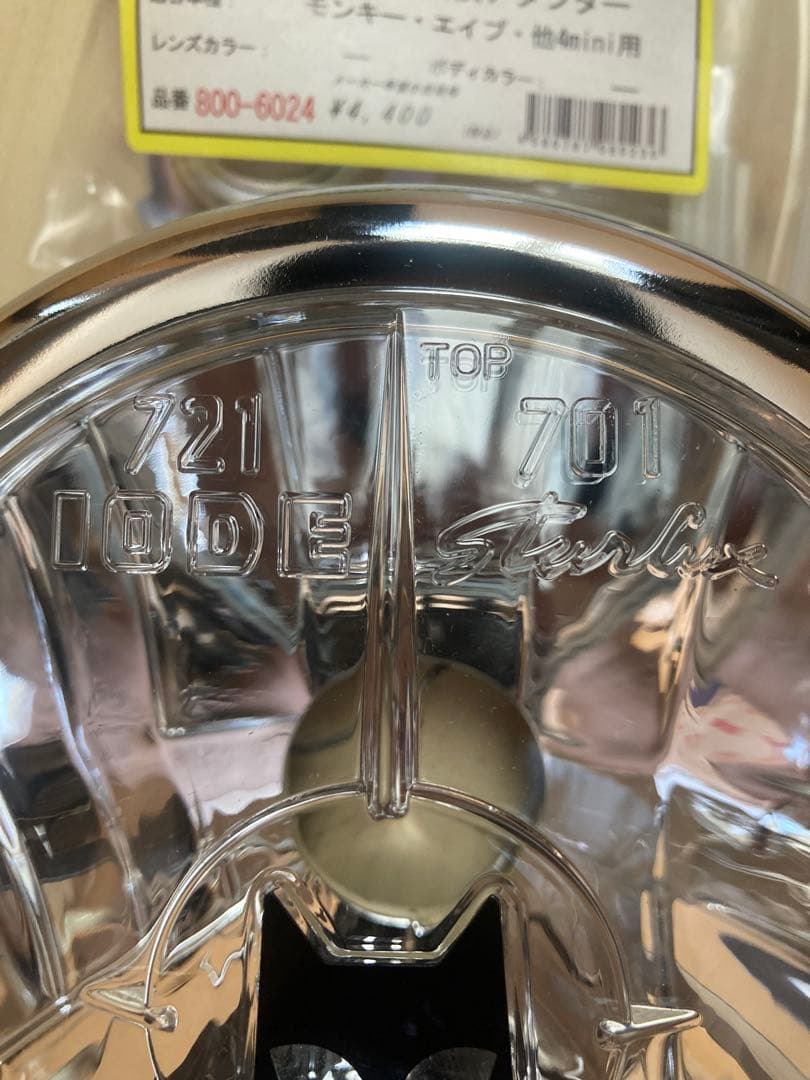 モンキー・エイプ・他4mini用
レンズカラー：
ボディカラー：
品番 800-6024 ¥4,400
TOP
721 701
IODE Starlux